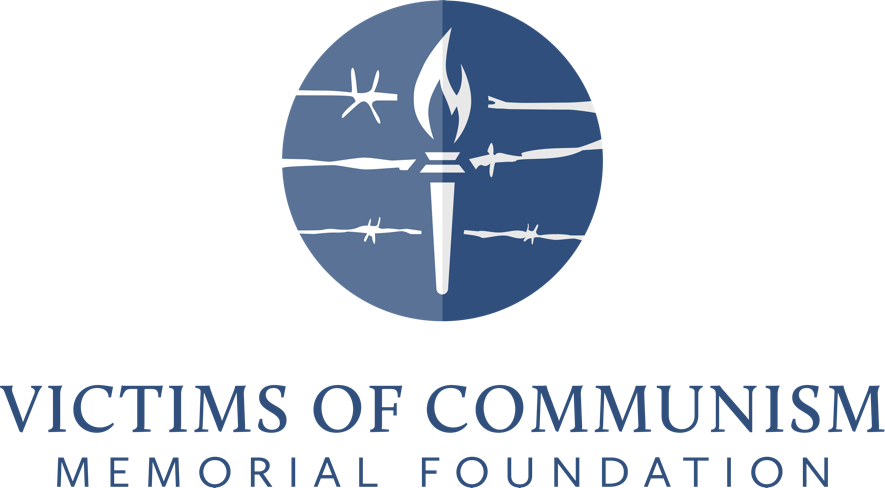 VICTIMS OF COMMUNISM
MEMORIAL FOUNDATION